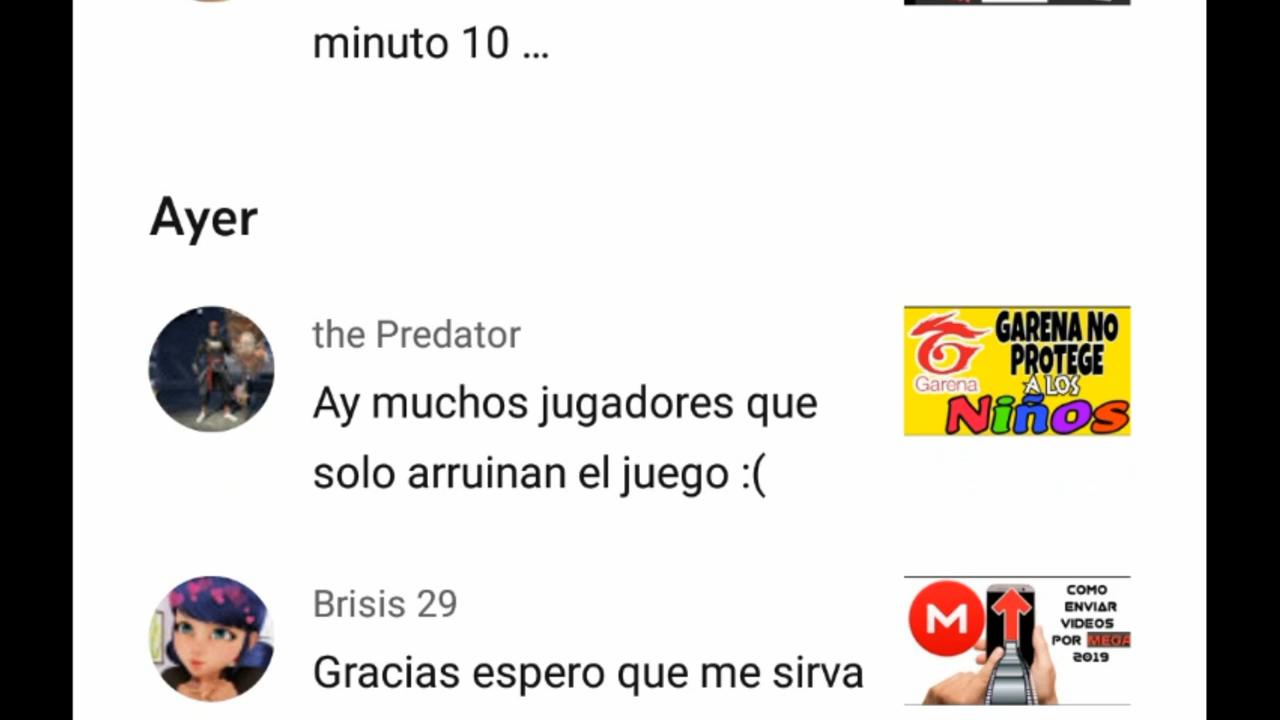 minuto 10 ...
Ayer
the Predator
Ay muchos jugadores que
solo arruinan el juego :(
GARENA NO
PROTEGE
A LOS
Niños
Garena
Brisis 29
Gracias espero que me sirva
M
COMO
ENVIAR
VIDEOS
POR MEGA
2019